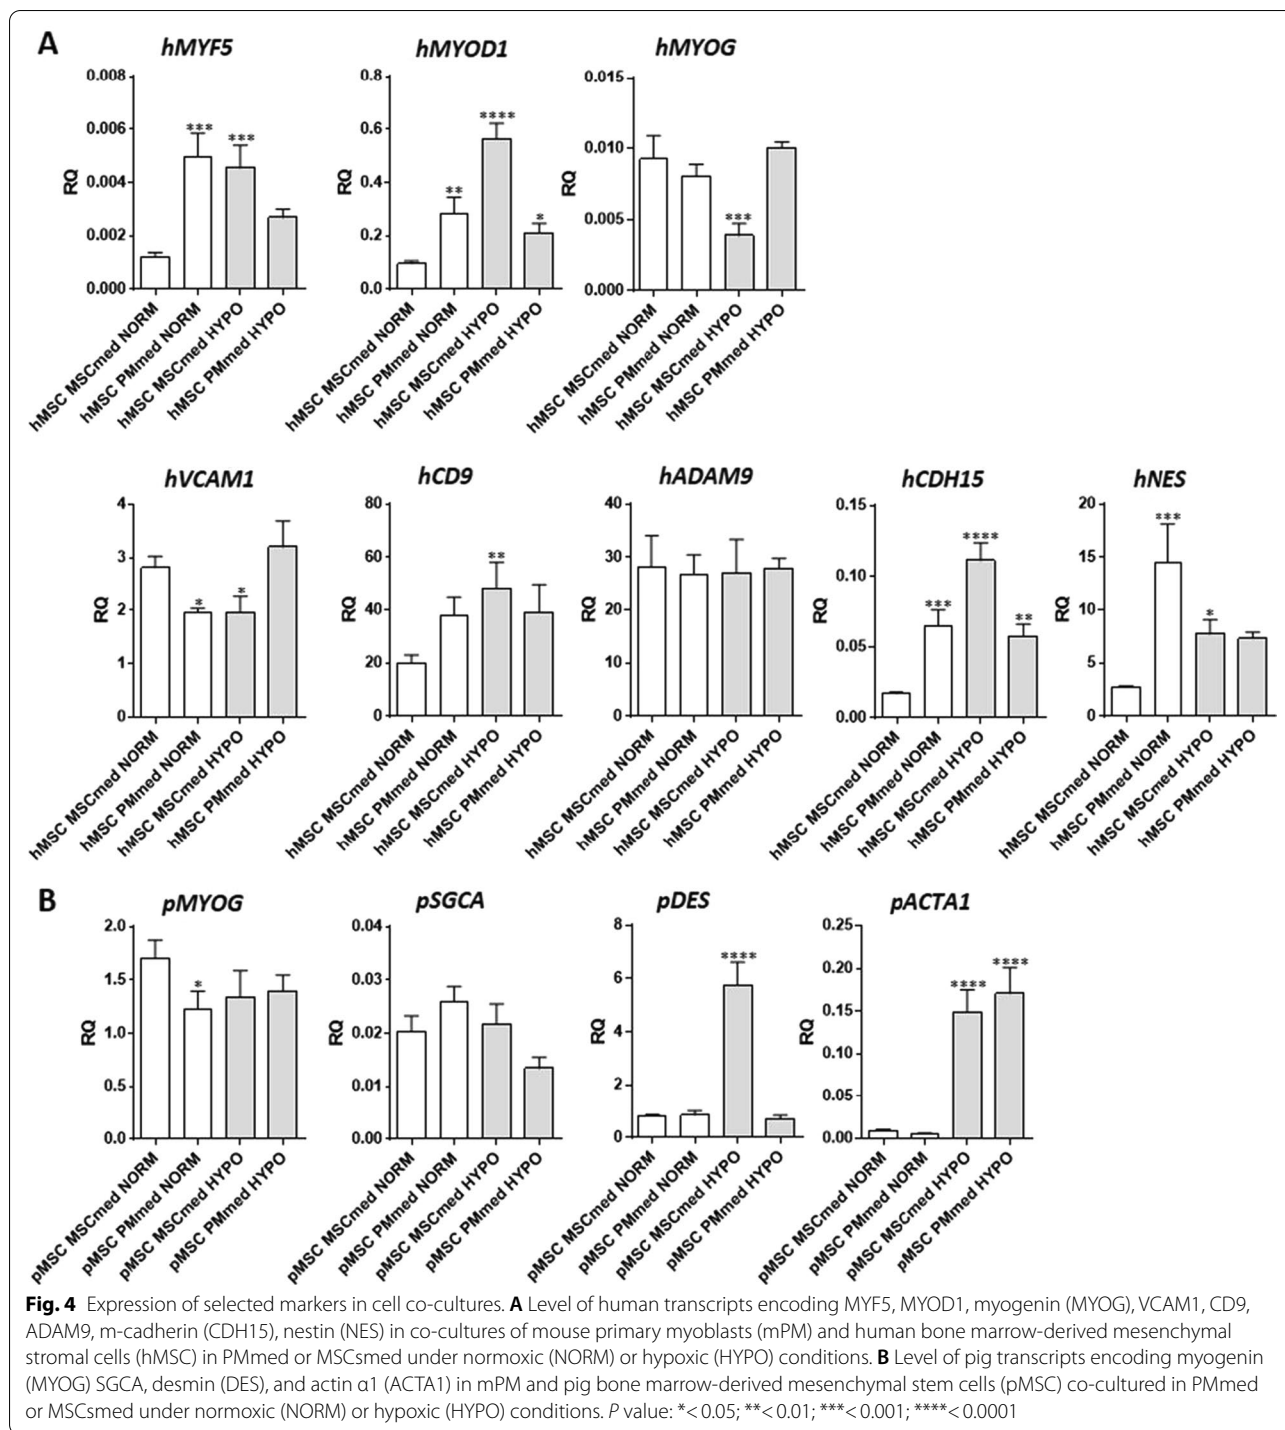 A
hMYF5
hMYOD1
hMYOG
RQ
0.008
0.006
0.004
0.002
0.000
***
***
hMSC MSCmed NORM
hMSC PMmed NORM
hMSC MSCmed HYPO
hMSC PMmed HYPO
RQ
0.8
0.6
0.4
0.2
0.0
**
****
*
hMSC MSCmed NORM
hMSC PMmed NORM
hMSC MSCmed HYPO
hMSC PMmed HYPO
RQ
0.015
0.010
0.005
0.000
***
hMSC MSCmed NORM
hMSC PMmed NORM
hMSC MSCmed HYPO
hMSC PMmed HYPO
hVCAM1
hCD9
hADAM9
hCDH15
hNES
RQ
4
3
2
1
0
*
*
hMSC MSCmed NORM
hMSC PMmed NORM
hMSC MSCmed HYPO
hMSC PMmed HYPO
RQ
80
60
40
20
0
**
hMSC MSCmed NORM
hMSC PMmed NORM
hMSC MSCmed HYPO
hMSC PMmed HYPO
RQ
40
30
20
10
0
hMSC MSCmed NORM
hMSC PMmed NORM
hMSC MSCmed HYPO
hMSC PMmed HYPO
RQ
0.15
0.10
0.05
0.00
***
****
**
hMSC MSCmed NORM
hMSC PMmed NORM
hMSC MSCmed HYPO
hMSC PMmed HYPO
RQ
20
15
10
5
0
***
*
hMSC MSCmed NORM
hMSC PMmed NORM
hMSC MSCmed HYPO
hMSC PMmed HYPO
B
pMYOG
pSGCA
pDES
pACTA1
RQ
2.0
1.5
1.0
0.5
0.0
*
pMSC MSCmed NORM
pMSC PMmed NORM
pMSC MSCmed HYPO
pMSC PMmed HYPO
RQ
0.04
0.03
0.02
0.01
0.00
pMSC MSCmed NORM
pMSC PMmed NORM
pMSC MSCmed HYPO
pMSC PMmed HYPO
RQ
8
6
4
2
0
****
pMSC MSCmed NORM
pMSC PMmed NORM
pMSC MSCmed HYPO
pMSC PMmed HYPO
RQ
0.25
0.20
0.15
0.10
0.05
0.00
****
****
pMSC MSCmed NORM
pMSC PMmed NORM
pMSC MSCmed HYPO
pMSC PMmed HYPO
Fig. 4 Expression of selected markers in cell co-cultures. A Level of human transcripts encoding MYF5, MYOD1, myogenin (MYOG), VCAM1, CD9,
ADAM9, m-cadherin (CDH15), nestin (NES) in co-cultures of mouse primary myoblasts (mPM) and human bone marrow-derived mesenchymal
stromal cells (hMSC) in PMmed or MSCsmed under normoxic (NORM) or hypoxic (HYPO) conditions. B Level of pig transcripts encoding myogenin
(MYOG) SGCA, desmin (DES), and actin α1 (ACTA1) in mPM and pig bone marrow-derived mesenchymal stem cells (pMSC) co-cultured in PMmed
or MSCsmed under normoxic (NORM) or hypoxic (HYPO) conditions. P value: *< 0.05; **< 0.01; ***< 0.001; ****< 0.0001